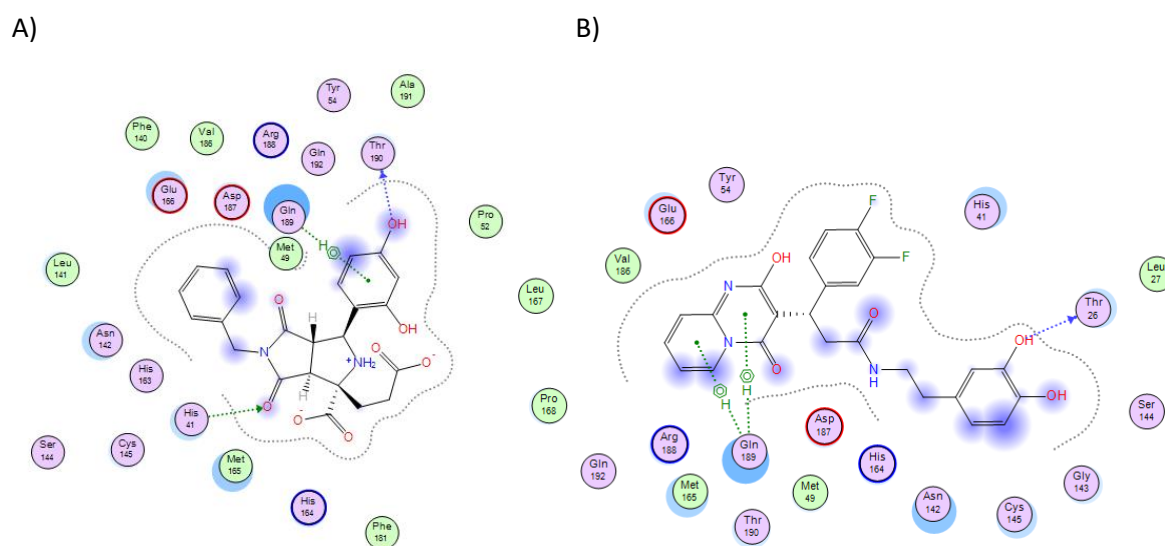 A)
B)
Tyr
54
Ala
191
Phe
140
Val
186
Arg
188
Gln
192
Thr
190
Glu
166
Asp
187
Gln
189
Met
49
Pro
52
Leu
141
Leu
167
Asn
142
His
163
His
41
Pro
168
Ser
144
Cys
145
Met
165
His
164
Phe
181
OH
H
OH
O
H
N
NH₂
+
O
H
O
O
-
O
-
O
Tyr
54
Glu
166
His
41
Val
186
Leu
27
Thr
26
Ser
144
Gly
143
Cys
145
Asn
142
His
164
Asp
187
Met
49
Gln
189
Arg
188
Met
165
Thr
190
Gln
192
F
F
OH
N
N
O
O
N
H
OH
OH
H
H